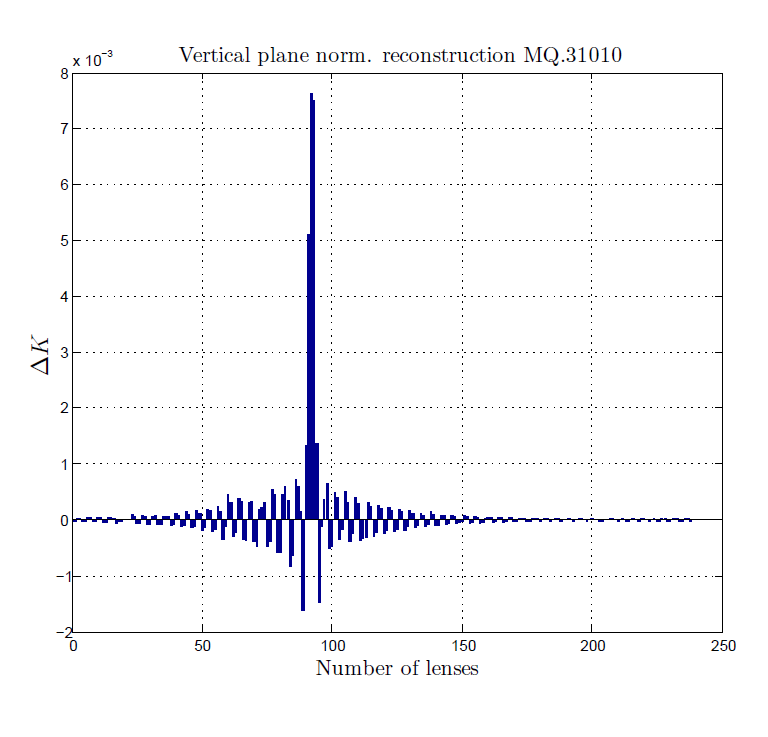 Vertical plane norm. reconstruction MQ.31010
x 10⁻³
8
7
6
5
4
3
2
1
0
−1
−2
ΔK
0 50 100 150 200 250
Number of lenses